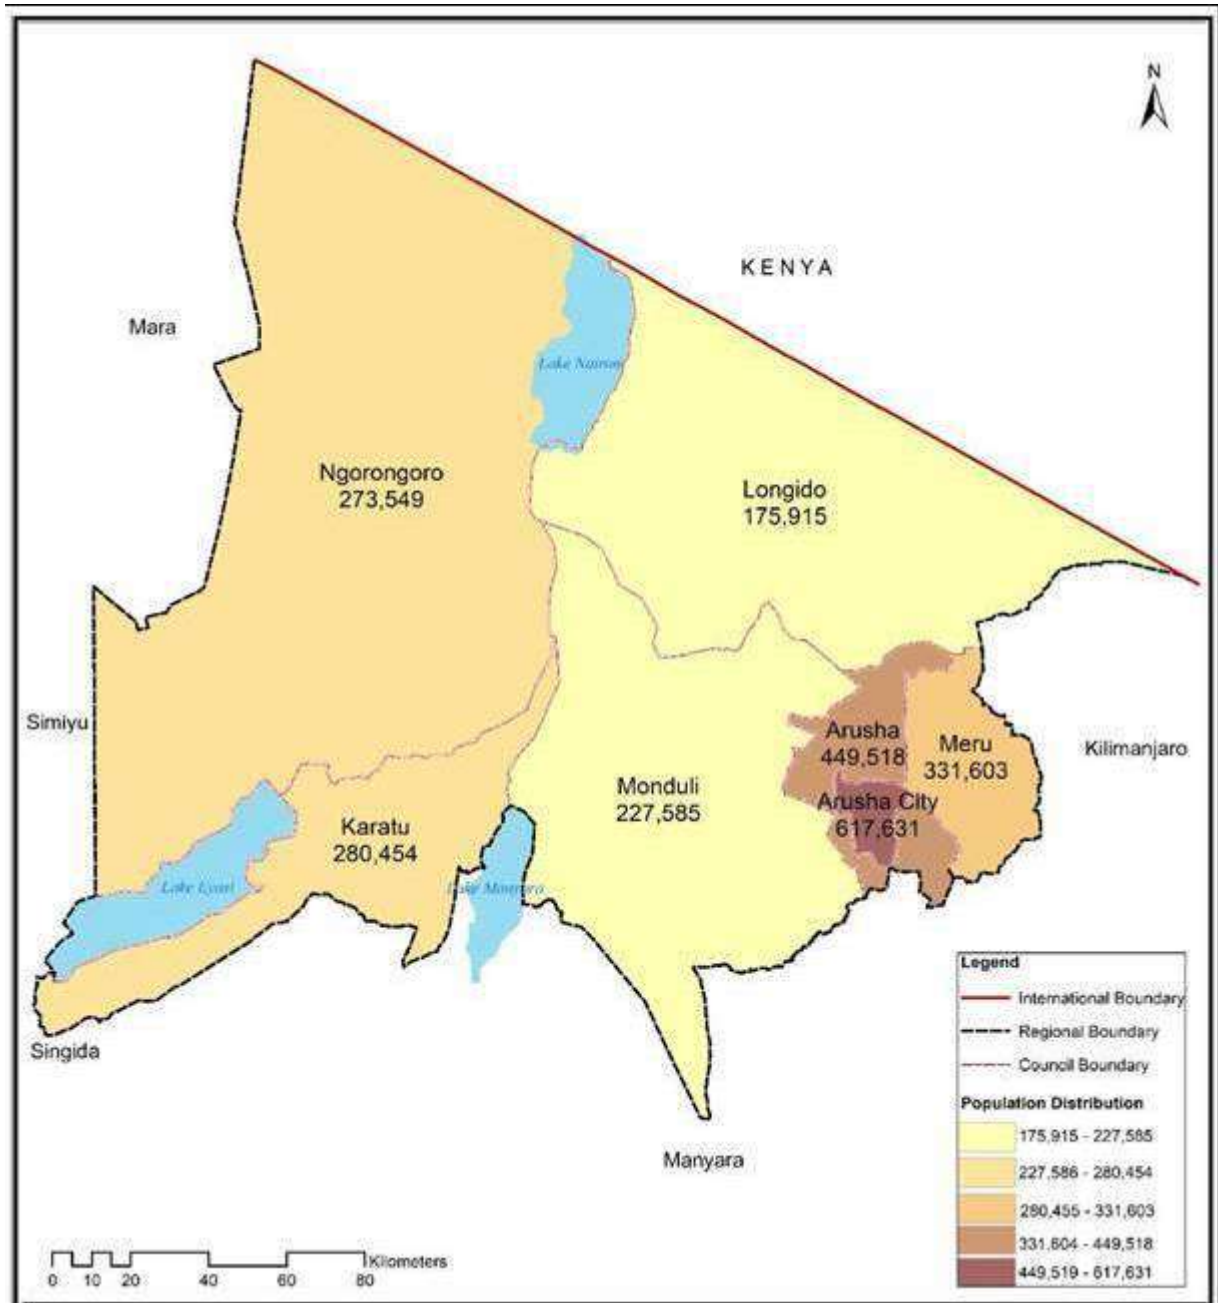 N
KENYA
Mara
Lake Natron
Ngorongoro
273,549
Longido
175,915
Simiyu
Arusha
449,518
Meru
331,603
Kilimanjaro
Monduli
227,585
Arusha City
617,631
Karatu
280,454
Lake Eyasi
Lake Manyara
Singida
Manyara
Legend
International Boundary
Regional Boundary
Council Boundary
Population Distribution
175,915 - 227,585
227,586 - 280,454
280,455 - 331,603
331,604 - 449,518
449,519 - 617,631
Kilometers
0 10 20 40 60 80